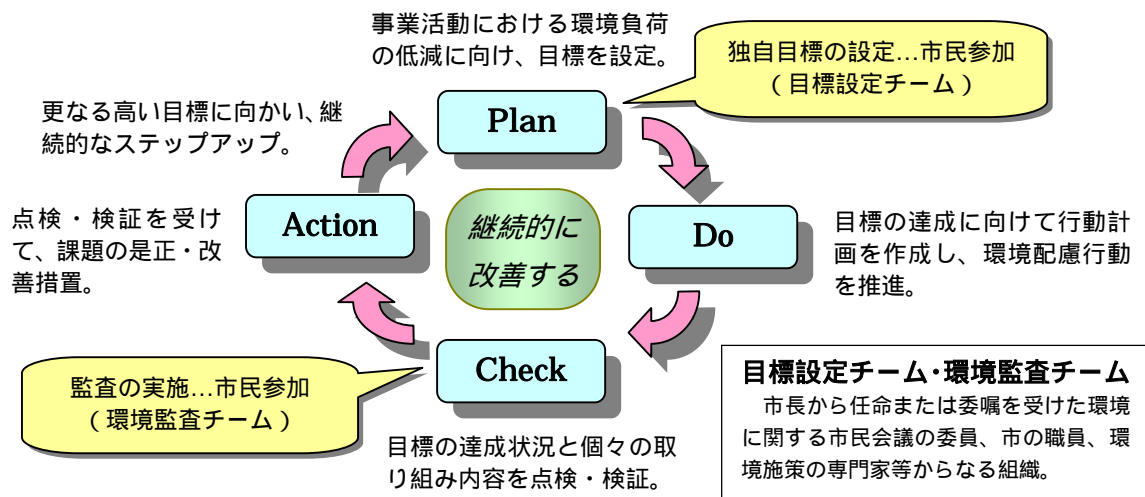 事業活動における環境負荷
の低減に向け、目標を設定。
独自目標の設定…市民参加
(目標設定チーム)
Plan
更なる高い目標に向かい、継
続的なステップアップ。
Action
点検・検証を受け
て、課題の是正・改
善措置。
継続的に
改善する
Do
目標の達成に向けて行動計
画を作成し、環境配慮行動
を推進。
Check
監査の実施…市民参加
(環境監査チーム)
目標の達成状況と個々の取
り組み内容を点検・検証。
目標設定チーム・環境監査チーム
市長から任命または委嘱を受けた環境
に関する市民会議の委員、市の職員、環
境施策の専門家等からなる組織。